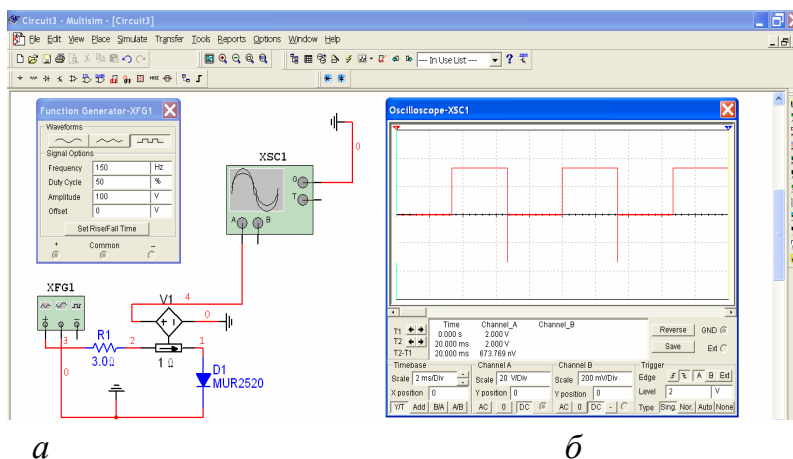 Circuit3 - Multisim - [Circuit3]
File Edit View Place Simulate Transfer Tools Reports Options Window Help
--- In Use List ---
Function Generator-XFG1
Waveforms
Signal Options
Frequency 150 Hz
Duty Cycle 50 %
Amplitude 100 V
Offset 0 V
Set Rise/Fall Time
+ Common -
XSC1
G
T
A B
0
4
XFG1
V1
0
3
R1
2
1
3.0Ω
1 Ω
D1
MUR2520
0
Oscilloscope-XSC1
Time Channel_A Channel_B
T1 0.000 s 2.000 V
T2 20.000 ms 2.000 V
T2-T1 20.000 ms 673.769 nV
Reverse GND
Save Ext
Timebase
Scale 2 ms/Div
X position 0
Y/T Add B/A A/B
Channel A
Scale 20 V/Div
Y position 0
AC 0 DC
Channel B
Scale 200 mV/Div
Y position 0
AC 0 DC -
Trigger
Edge A B Ext
Level 2 V
Type Sing. Nor. Auto None
а б